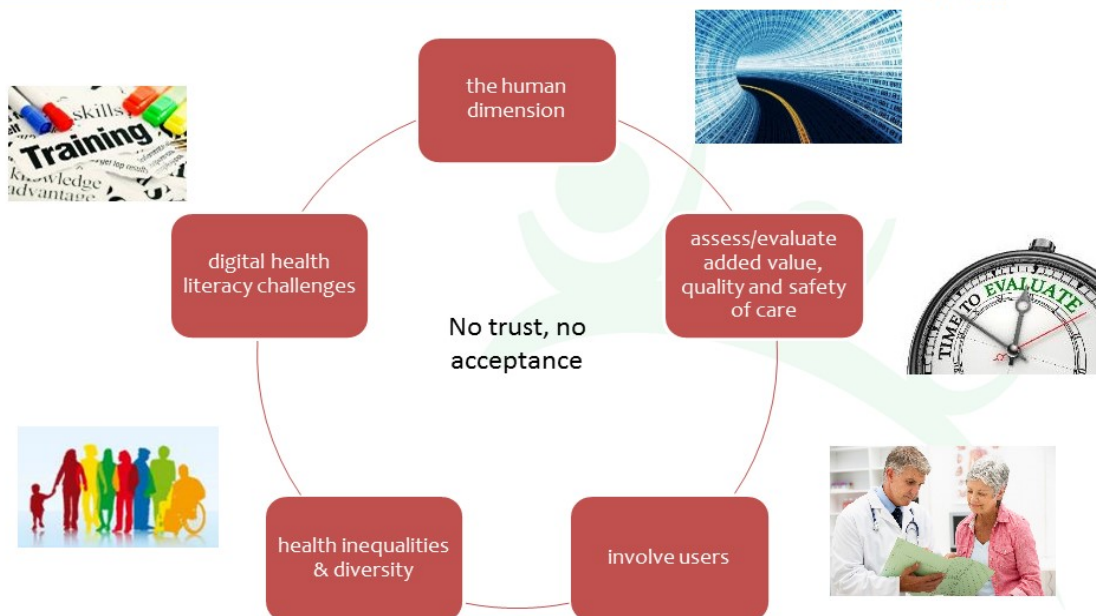 the human
dimension
skills
Training
knowledge
advantage
assess/evaluate
added value,
quality and safety
of care
digital health
literacy challenges
TIME TO EVALUATE
No trust, no
acceptance
health inequalities
& diversity
involve users